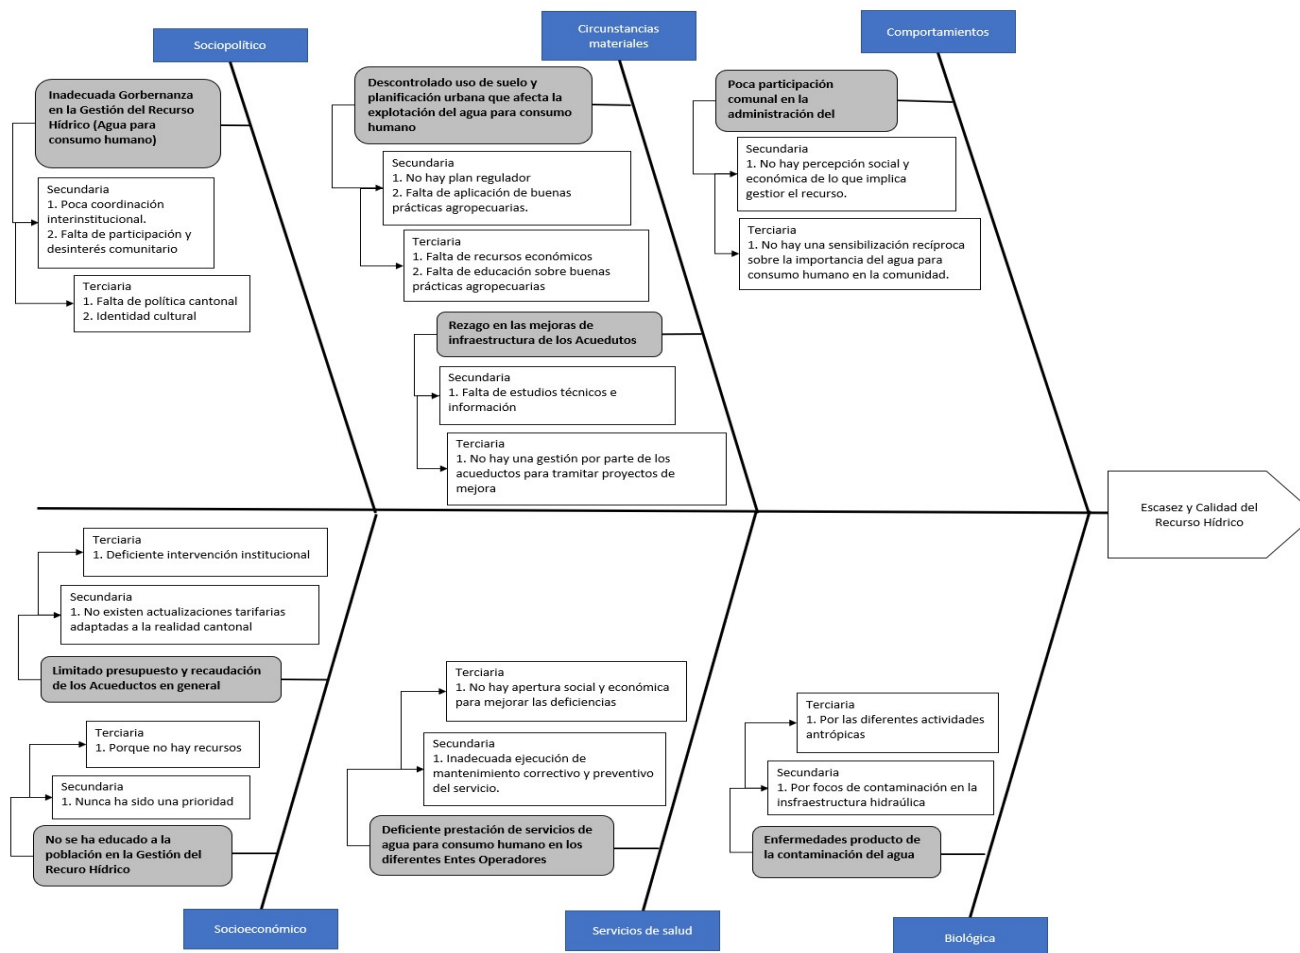 Sociopolítico
Circunstancias
materiales
Comportamientos
Inadecuada Gorbernanza
en la Gestión del Recurso
Hídrico (Agua para
consumo humano)
Secundaria
1. Poca coordinación
interinstitucional.
2. Falta de participación y
desinterés comunitario
Terciaria
1. Falta de política cantonal
2. Identidad cultural
Descontrolado uso de suelo y
planificación urbana que afecta la
explotación del agua para consumo
humano
Secundaria
1. No hay plan regulador
2. Falta de aplicación de buenas
prácticas agropecuarias.
Terciaria
1. Falta de recursos económicos
2. Falta de educación sobre buenas
prácticas agropecuarias
Rezago en las mejoras de
infraestructura de los Acuedutos
Secundaria
1. Falta de estudios técnicos e
información
Terciaria
1. No hay una gestión por parte de los
acueductos para tramitar proyectos de
mejora
Poca participación
comunal en la
administración del
Secundaria
1. No hay percepción social y
económica de lo que implica
gestior el recurso.
Terciaria
1. No hay una sensibilización recíproca
sobre la importancia del agua para
consumo humano en la comunidad.
Escasez y Calidad del
Recurso Hídrico
Terciaria
1. Deficiente intervención institucional
Secundaria
1. No existen actualizaciones tarifarias
adaptadas a la realidad cantonal
Limitado presupuesto y recaudación
de los Acueductos en general
Terciaria
1. Porque no hay recursos
Secundaria
1. Nunca ha sido una prioridad
No se ha educado a la
población en la Gestión del
Recuro Hídrico
Terciaria
1. No hay apertura social y económica
para mejorar las deficiencias
Secundaria
1. Inadecuada ejecución de
mantenimiento correctivo y preventivo
del servicio.
Deficiente prestación de servicios de
agua para consumo humano en los
diferentes Entes Operadores
Terciaria
1. Por las diferentes actividades
antrópicas
Secundaria
1. Por focos de contaminación en la
insfraestructura hidraúlica
Enfermedades producto de
la contaminación del agua
Socioeconómico
Servicios de salud
Biológica